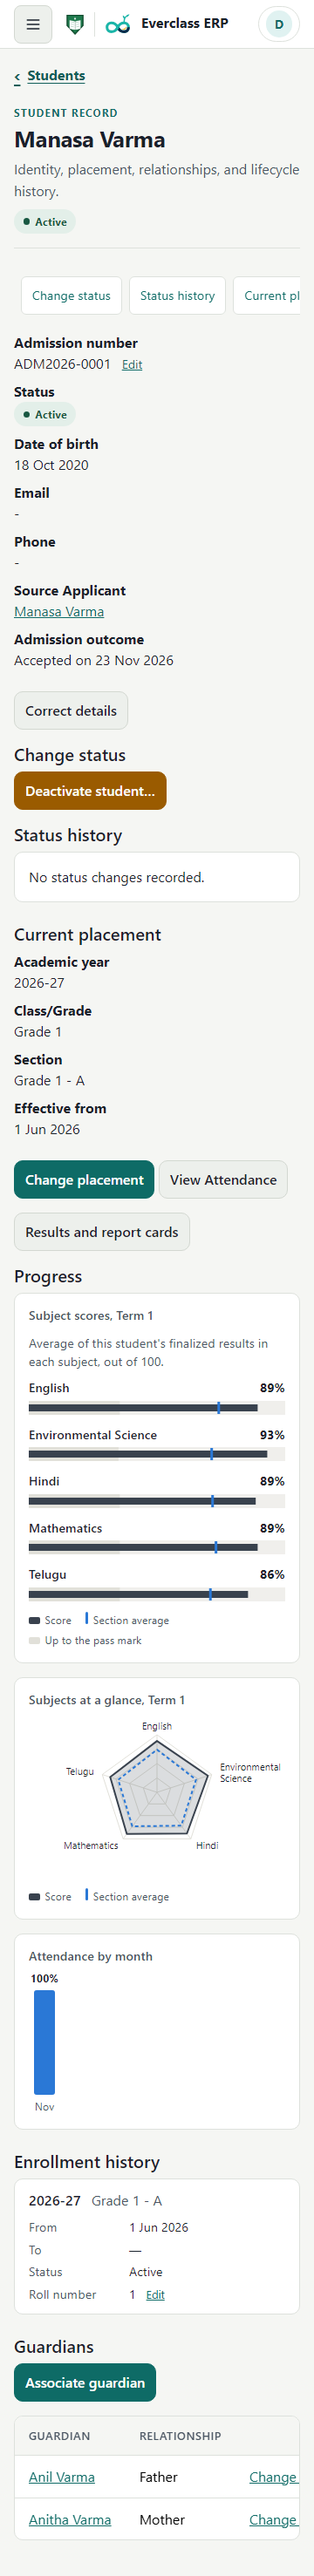 Everclass ERP
D
‹ Students
STUDENT RECORD
Manasa Varma
Identity, placement, relationships, and lifecycle
history.
Active
Change status
Status history
Current pl
Admission number
ADM2026-0001 Edit
Status
Active
Date of birth
18 Oct 2020
Email
-
Phone
-
Source Applicant
Manasa Varma
Admission outcome
Accepted on 23 Nov 2026
Correct details
Change status
Deactivate student...
Status history
No status changes recorded.
Current placement
Academic year
2026-27
Class/Grade
Grade 1
Section
Grade 1 - A
Effective from
1 Jun 2026
Change placement
View Attendance
Results and report cards
Progress
Subject scores, Term 1
Average of this student's finalized results in
each subject, out of 100.
English 89%
Environmental Science 93%
Hindi 89%
Mathematics 89%
Telugu 86%
Score Section average
Up to the pass mark
Subjects at a glance, Term 1
English
Environmental
Science
Telugu
Mathematics
Hindi
Score Section average
Attendance by month
100%
Nov
Enrollment history
2026-27 Grade 1 - A
From 1 Jun 2026
To —
Status Active
Roll number 1 Edit
Guardians
Associate guardian
GUARDIAN RELATIONSHIP
Anil Varma Father Change
Anitha Varma Mother Change